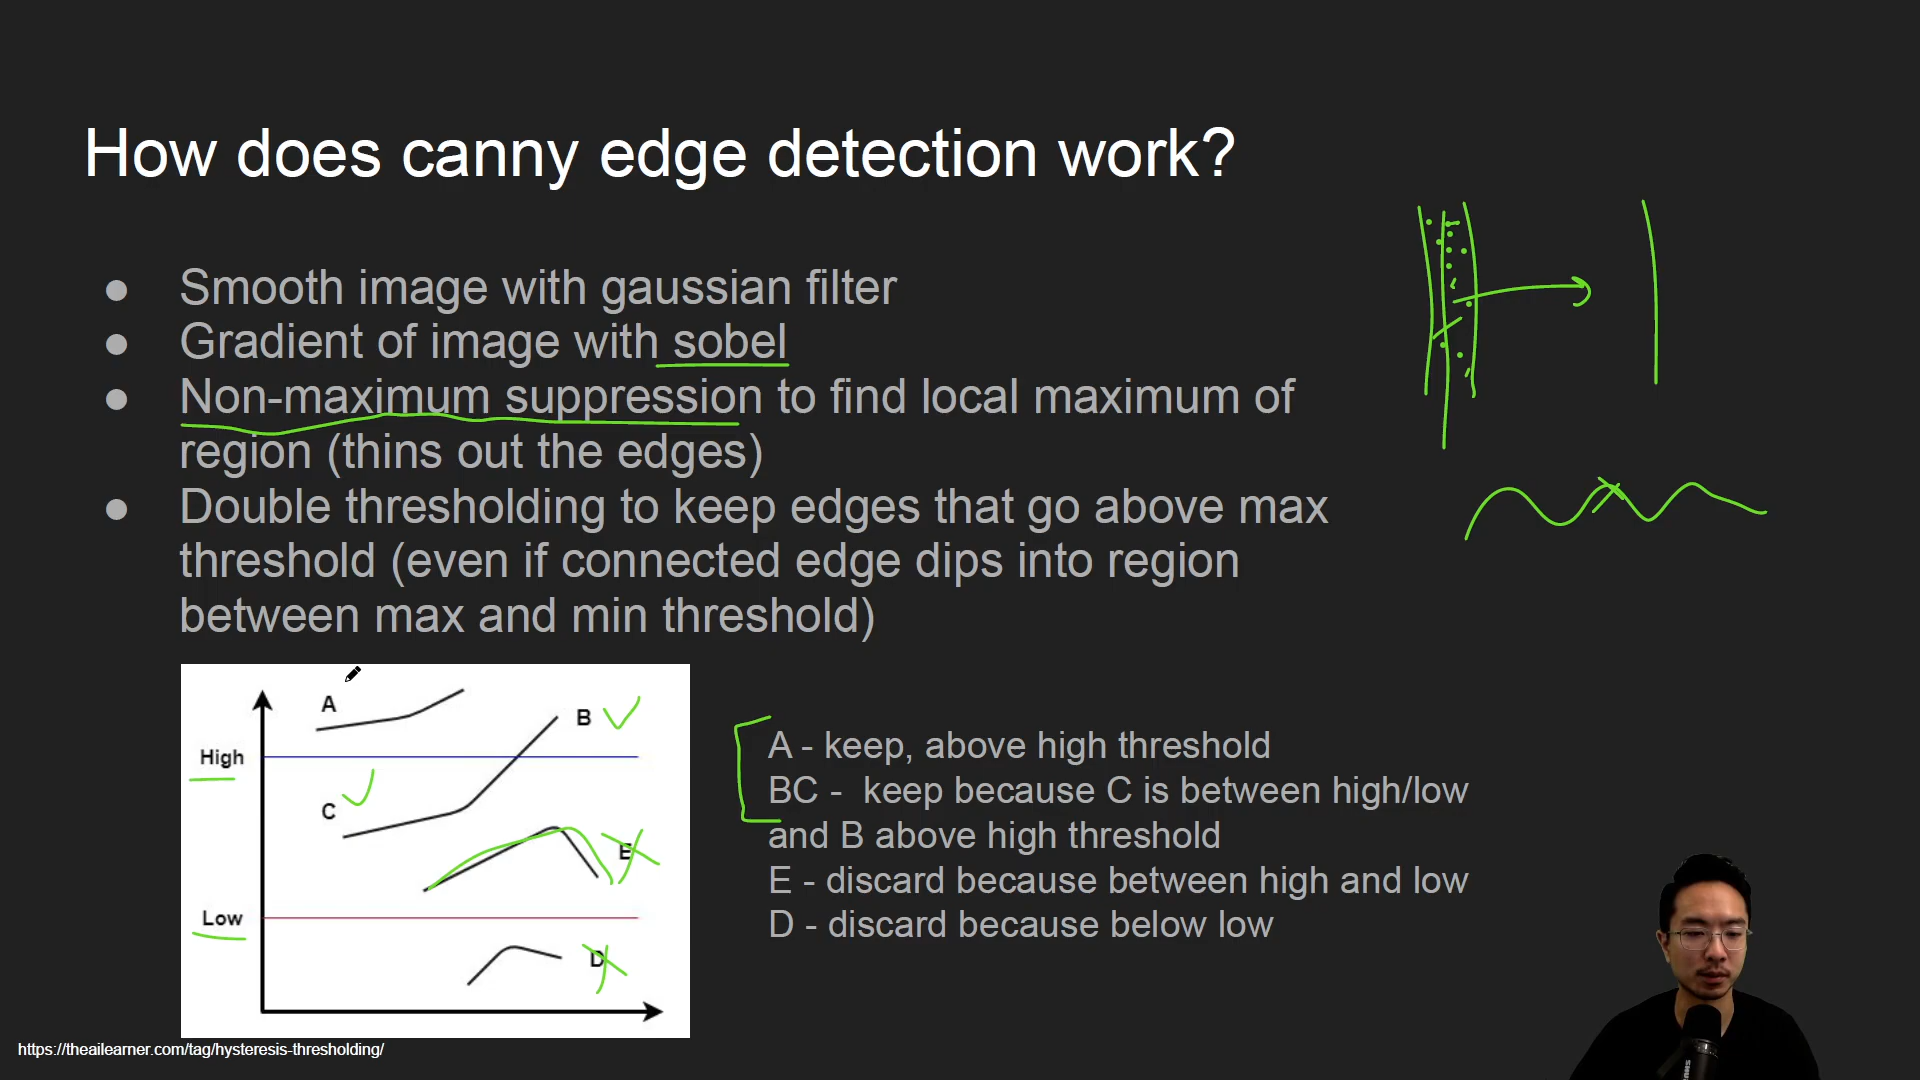 How does canny edge detection work?
● Smooth image with gaussian filter
● Gradient of image with sobel
● Non-maximum suppression to find local maximum of
region (thins out the edges)
● Double thresholding to keep edges that go above max
threshold (even if connected edge dips into region
between max and min threshold)
A
B
High
C
E
Low
D
A - keep, above high threshold
BC -  keep because C is between high/low
and B above high threshold
E - discard because between high and low
D - discard because below low
https://theailearner.com/tag/hysteresis-thresholding/